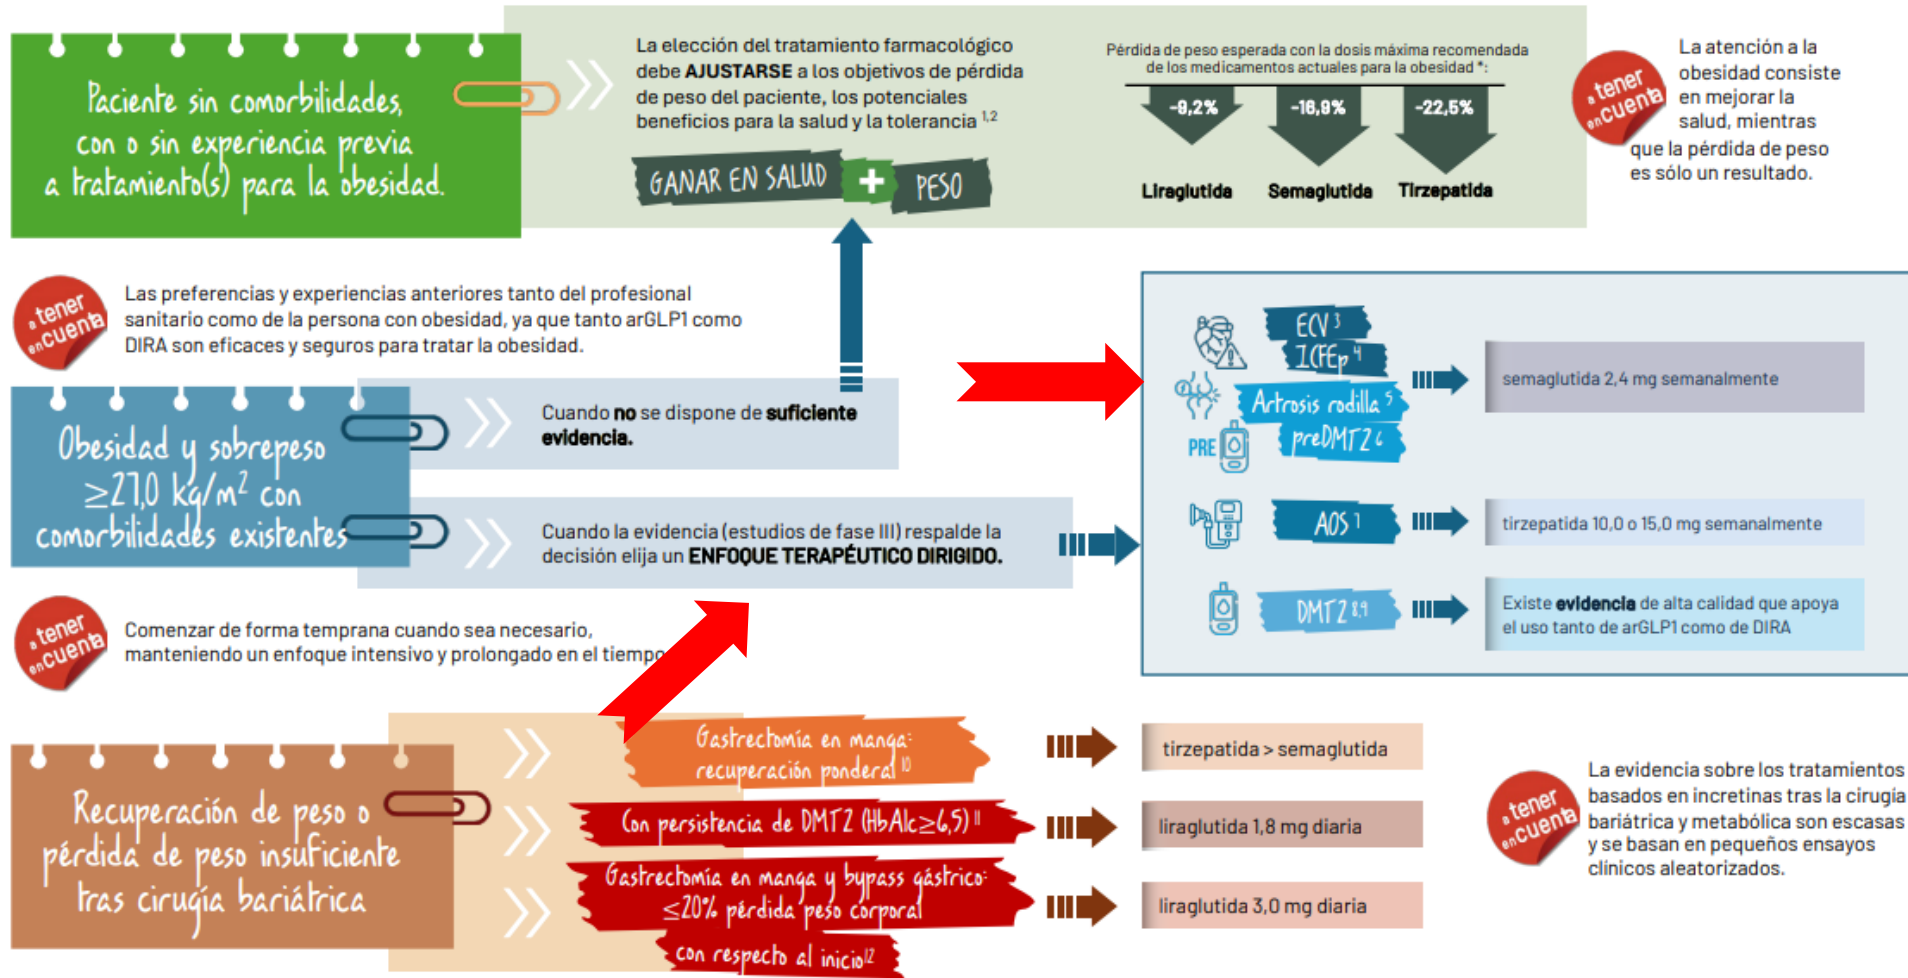 Paciente sin comorbilidades,
con o sin experiencia previa
a tratamiento(s) para la obesidad.
La elección del tratamiento farmacológico
debe AJUSTARSE a los objetivos de pérdida
de peso del paciente, los potenciales
beneficios para la salud y la tolerancia 1,2
GANAR EN SALUD + PESO
Pérdida de peso esperada con la dosis máxima recomendada
de los medicamentos actuales para la obesidad *:
-9,2%
-16,9%
-22,5%
Liraglutida
Semaglutida
Tirzepatida
a tener
en cuenta
La atención a la
obesidad consiste
en mejorar la
salud, mientras
que la pérdida de peso
es sólo un resultado.
a tener
en cuenta
Las preferencias y experiencias anteriores tanto del profesional
sanitario como de la persona con obesidad, ya que tanto arGLP1 como
DIRA son eficaces y seguros para tratar la obesidad.
Obesidad y sobrepeso
≥27,0 kg/m² con
comorbilidades existentes
Cuando no se dispone de suficiente
evidencia.
Cuando la evidencia (estudios de fase III) respalde la
decisión elija un ENFOQUE TERAPÉUTICO DIRIGIDO.
ECV 3
ICFEp 4
Artrosis rodilla 5
PRE
preDMT2 6
semaglutida 2,4 mg semanalmente
AOS 7
tirzepatida 10,0 o 15,0 mg semanalmente
DMT2 8,9
Existe evidencia de alta calidad que apoya
el uso tanto de arGLP1 como de DIRA
a tener
en cuenta
Comenzar de forma temprana cuando sea necesario,
manteniendo un enfoque intensivo y prolongado en el tiempo
Recuperación de peso o
pérdida de peso insuficiente
tras cirugía bariátrica
Gastrectomía en manga:
recuperación ponderal 10
tirzepatida > semaglutida
Con persistencia de DMT2 (HbA1c≥6,5) 11
liraglutida 1,8 mg diaria
Gastrectomía en manga y bypass gástrico:
≤20% pérdida peso corporal
con respecto al inicio 12
liraglutida 3,0 mg diaria
a tener
en cuenta
La evidencia sobre los tratamientos
basados en incretinas tras la cirugía
bariátrica y metabólica son escasas
y se basan en pequeños ensayos
clínicos aleatorizados.